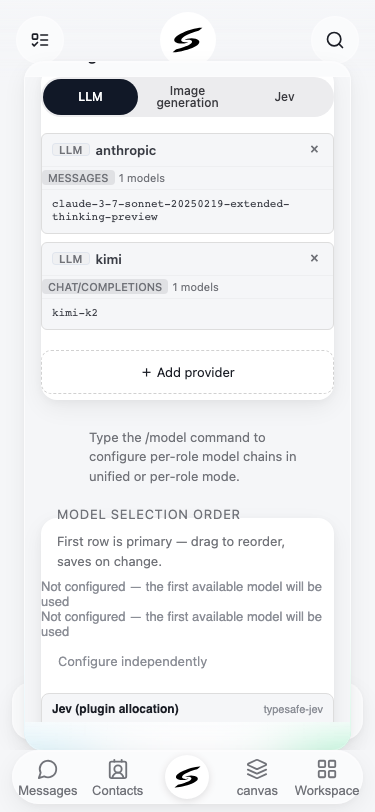 LLM
Image
generation
Jev
LLM anthropic ×
MESSAGES 1 models
claude-3-7-sonnet-20250219-extended-
thinking-preview
LLM kimi ×
CHAT/COMPLETIONS 1 models
kimi-k2
+ Add provider
Type the /model command to
configure per-role model chains in
unified or per-role mode.
MODEL SELECTION ORDER
First row is primary — drag to reorder,
saves on change.
Not configured — the first available model will be
used
Not configured — the first available model will be
used
Configure independently
Jev (plugin allocation) typesafe-jev
Messages
Contacts
canvas
Workspace